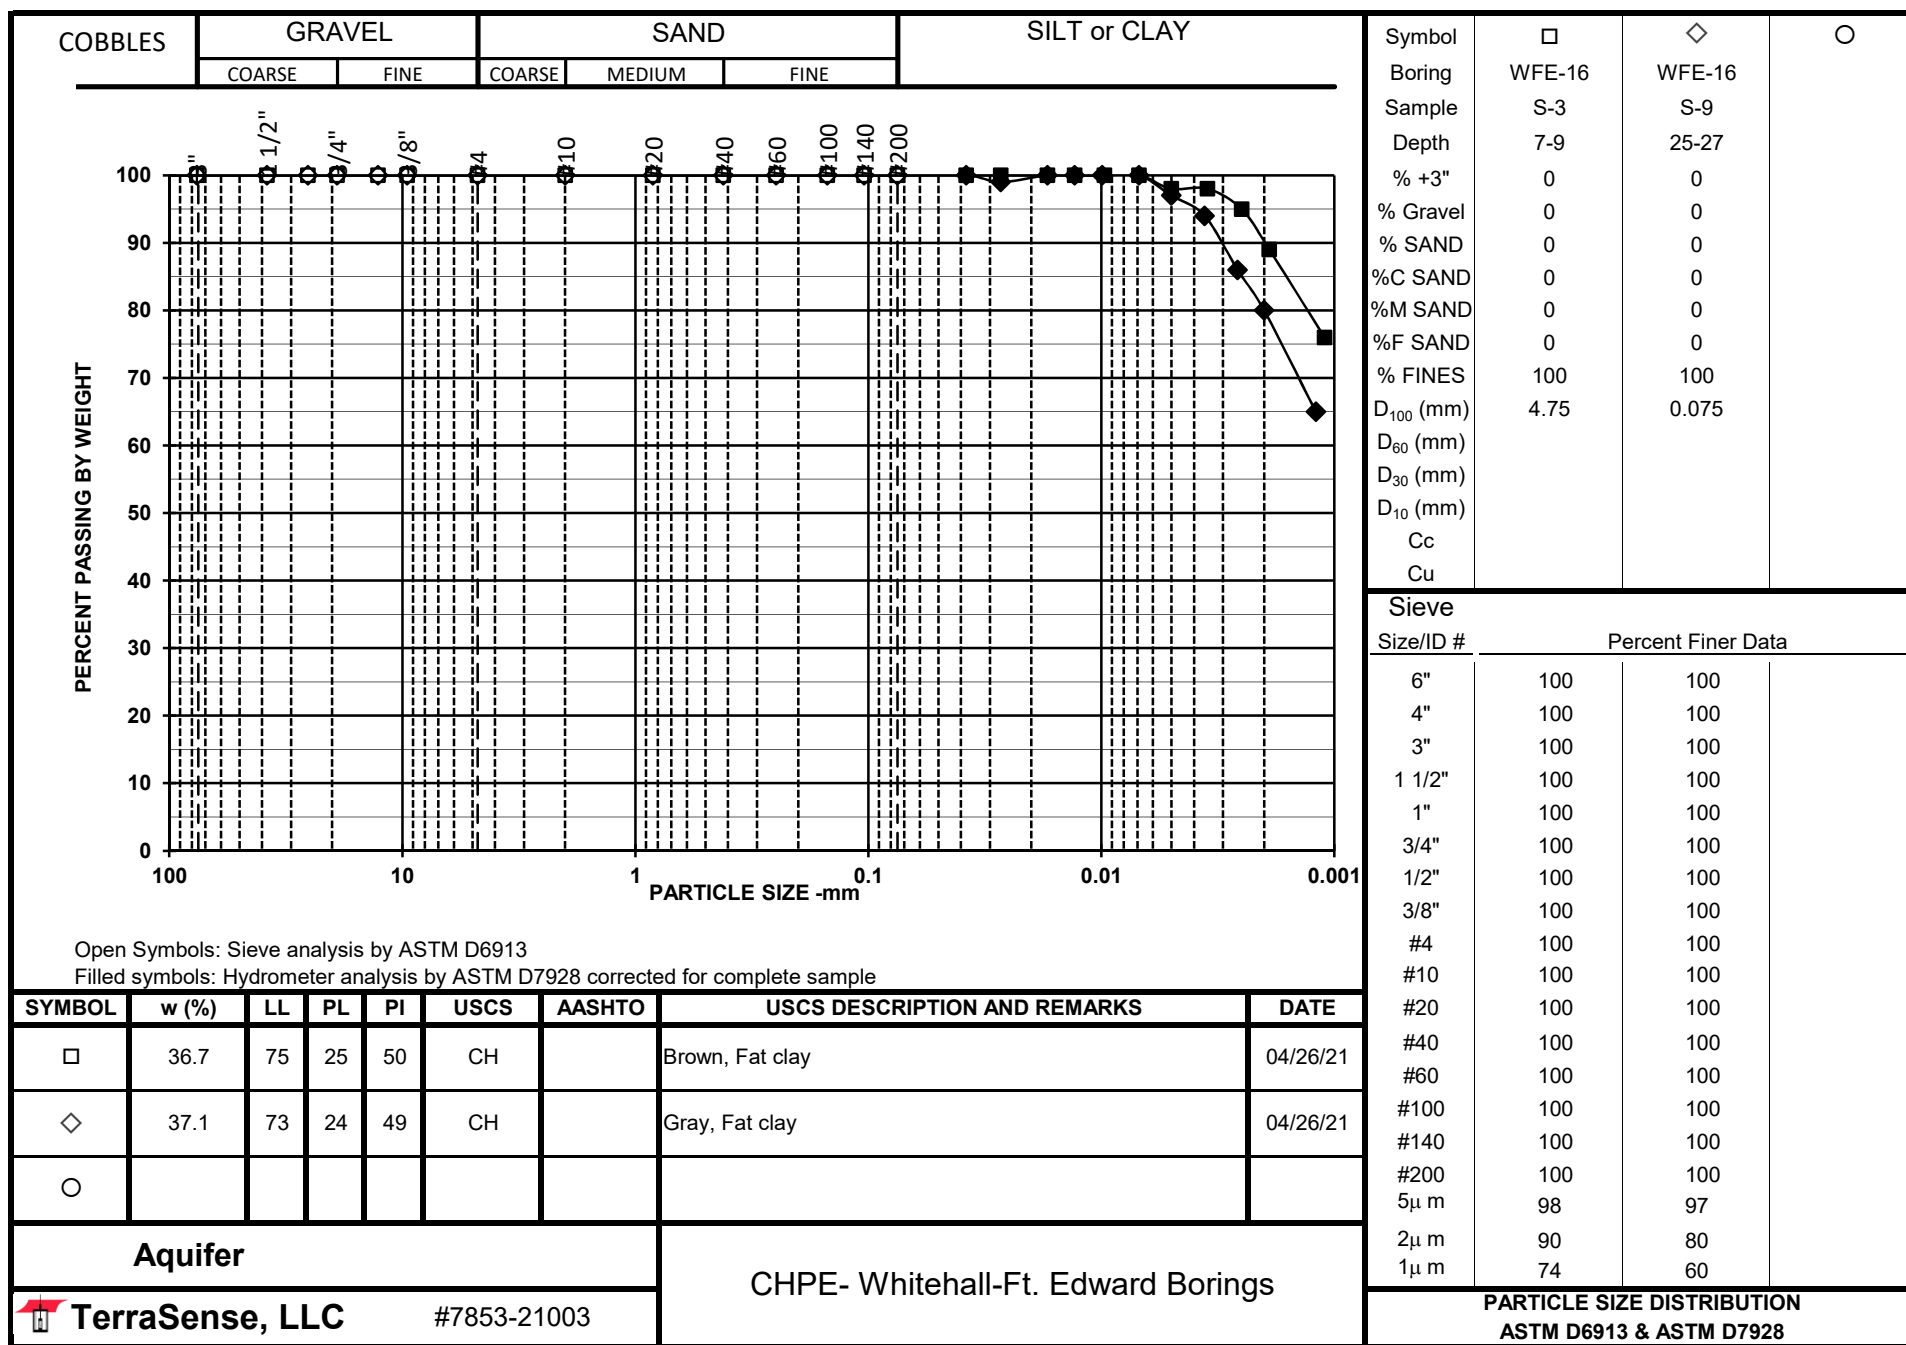 COBBLES GRAVEL SAND SILT or CLAY
COARSE FINE COARSE MEDIUM FINE
3" 1 1/2" 3/4" 3/8" #4 #10 #20 #40 #60 #100 #140 #200
100
90
80
70
60
50
40
30
20
10
0
PERCENT PASSING BY WEIGHT
100 10 1 0.1 0.01 0.001
PARTICLE SIZE -mm
Open Symbols: Sieve analysis by ASTM D6913
Filled symbols: Hydrometer analysis by ASTM D7928 corrected for complete sample
Symbol □ ◇ ○
Boring WFE-16 WFE-16
Sample S-3 S-9
Depth 7-9 25-27
% +3" 0 0
% Gravel 0 0
% SAND 0 0
%C SAND 0 0
%M SAND 0 0
%F SAND 0 0
% FINES 100 100
D100 (mm) 4.75 0.075
D60 (mm)
D30 (mm)
D10 (mm)
Cc
Cu
Sieve
Size/ID # Percent Finer Data
6" 100 100
4" 100 100
3" 100 100
1 1/2" 100 100
1" 100 100
3/4" 100 100
1/2" 100 100
3/8" 100 100
#4 100 100
#10 100 100
#20 100 100
#40 100 100
#60 100 100
#100 100 100
#140 100 100
#200 100 100
5μ m 98 97
2μ m 90 80
1μ m 74 60
SYMBOL w (%) LL PL PI USCS AASHTO USCS DESCRIPTION AND REMARKS DATE
□ 36.7 75 25 50 CH Brown, Fat clay 04/26/21
◇ 37.1 73 24 49 CH Gray, Fat clay 04/26/21
○
Aquifer
TerraSense, LLC #7853-21003
CHPE- Whitehall-Ft. Edward Borings
PARTICLE SIZE DISTRIBUTION
ASTM D6913 & ASTM D7928